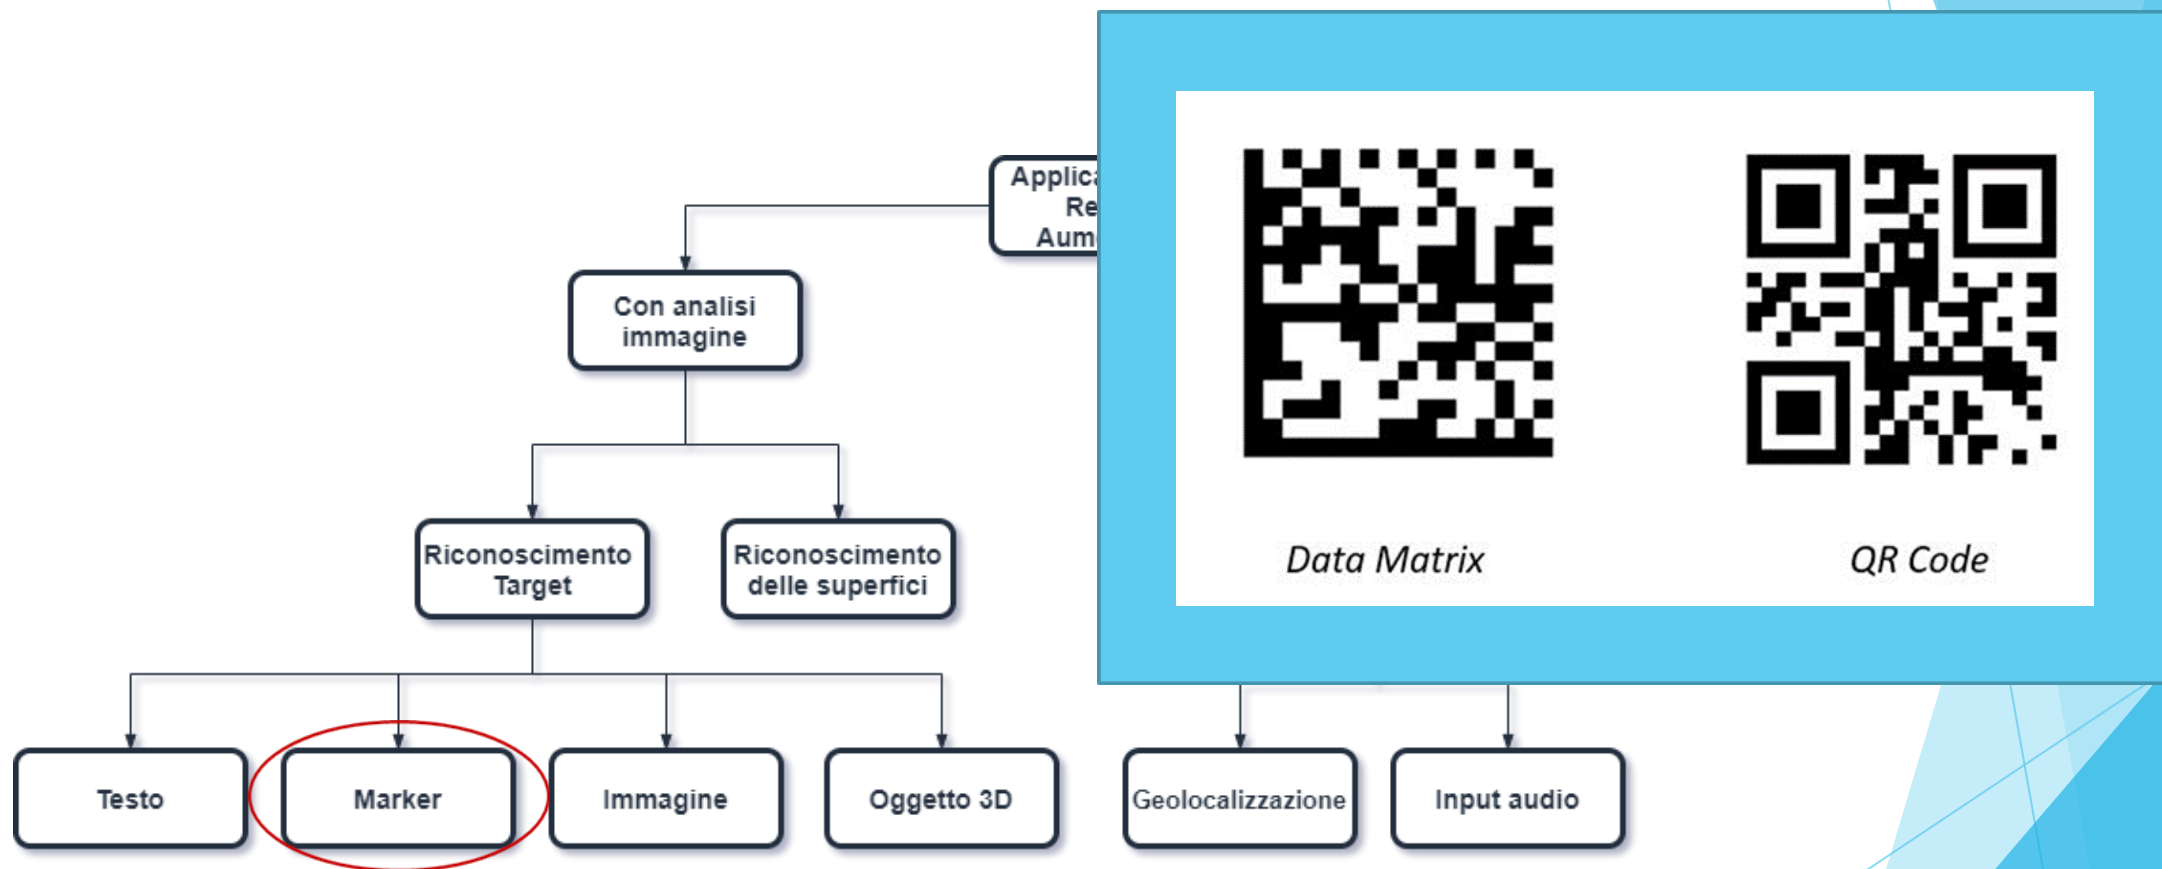 Applica
Re
Aum
Con analisi
immagine
Riconoscimento
Target
Riconoscimento
delle superfici
Testo
Marker
Immagine
Oggetto 3D
Geolocalizzazione
Input audio
Data Matrix
QR Code